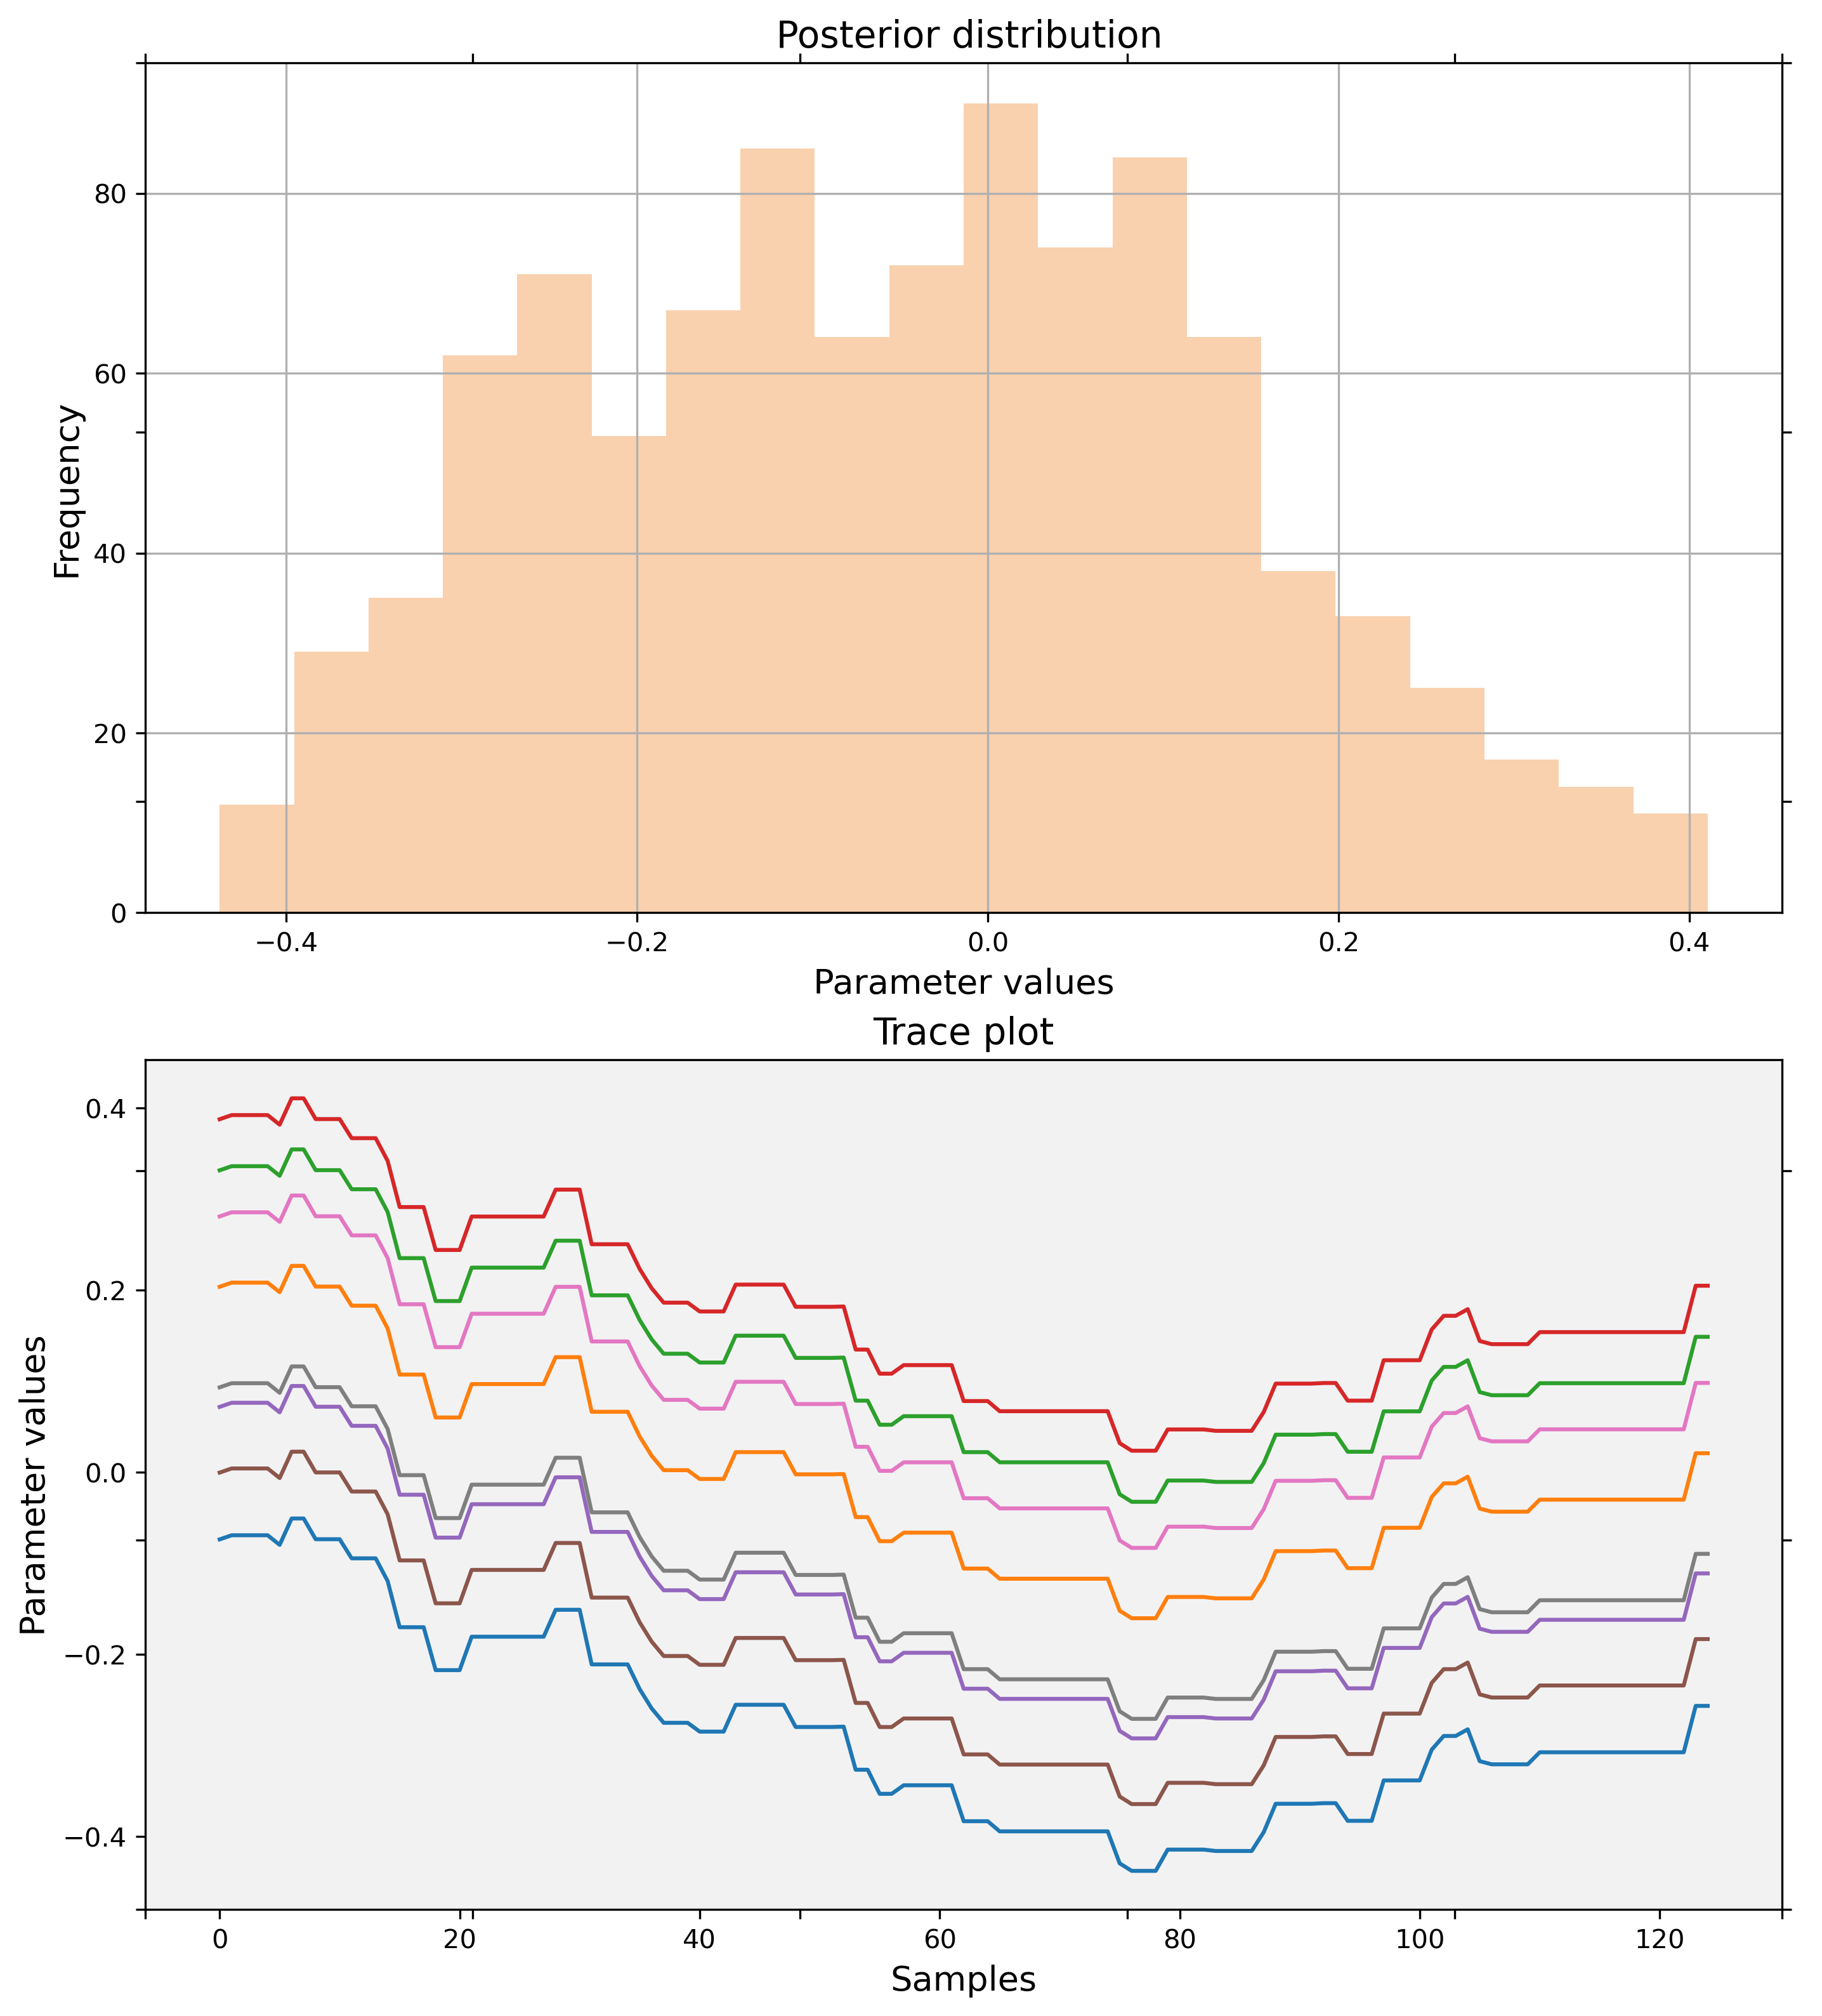 Posterior distribution
80
60
40
20
0
Frequency
−0.4 −0.2 0.0 0.2 0.4
Parameter values
Trace plot
0.4
0.2
0.0
−0.2
−0.4
Parameter values
0 20 40 60 80 100 120
Samples